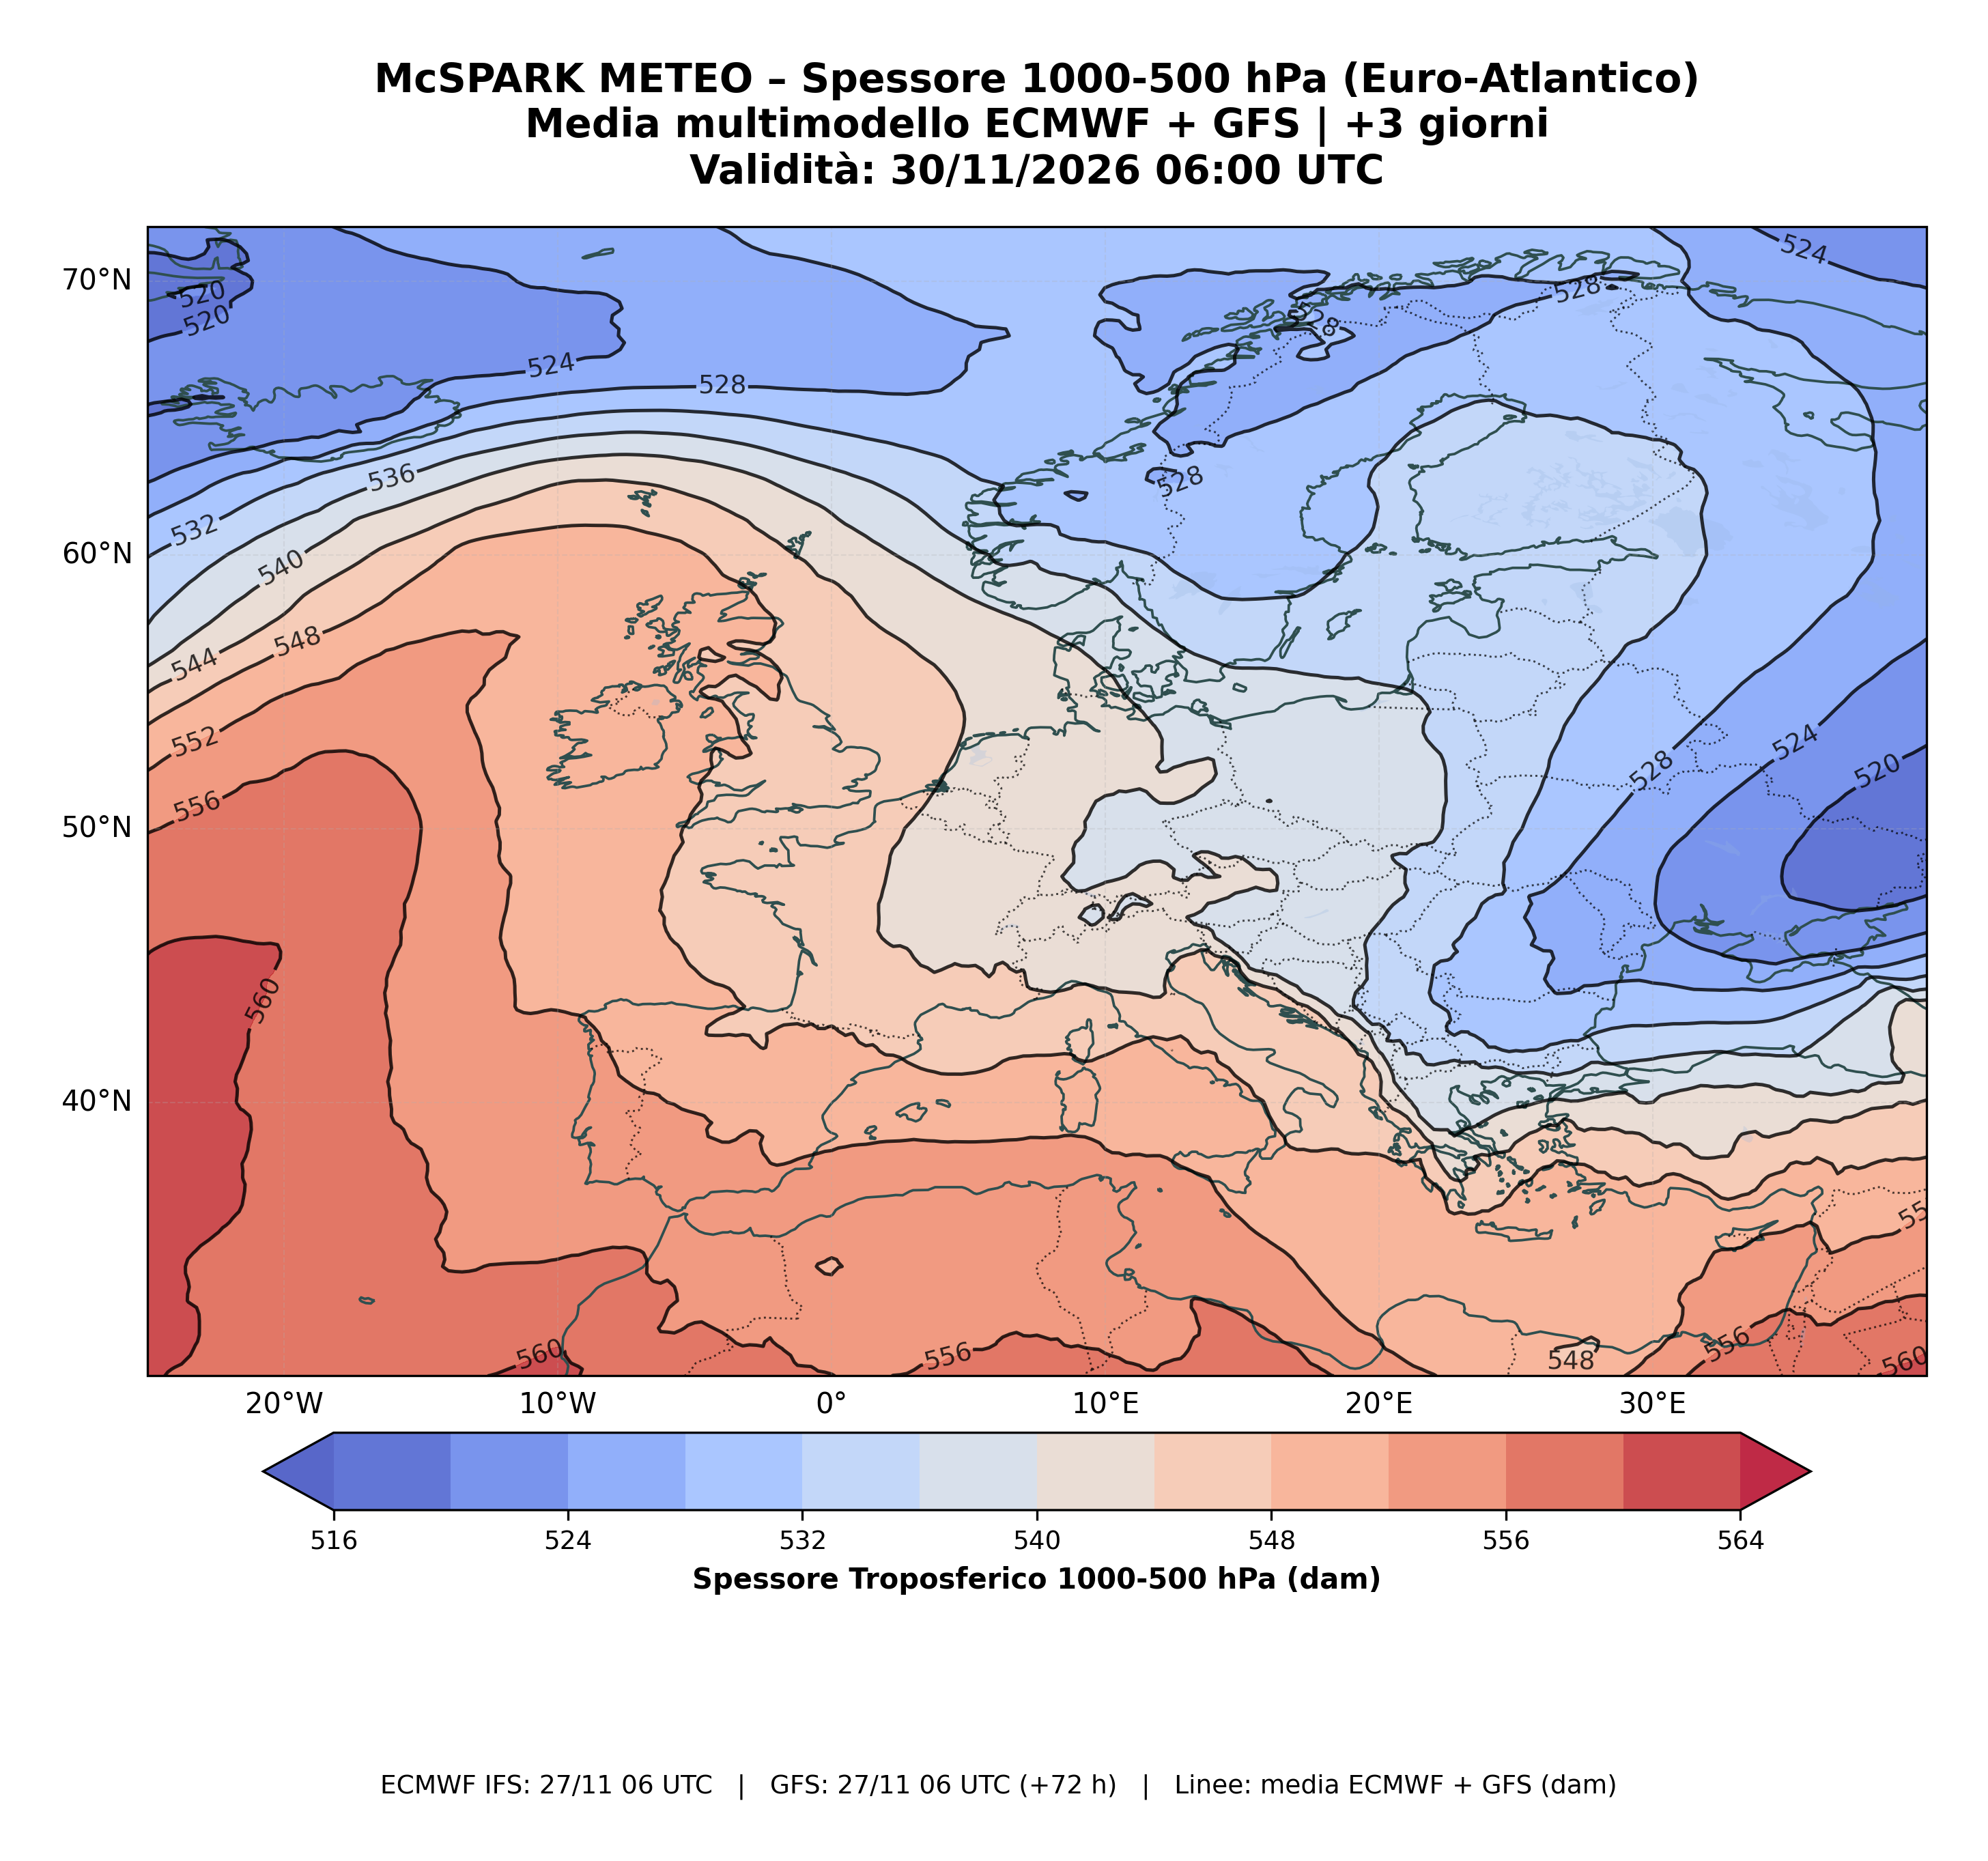 McSPARK METEO – Spessore 1000-500 hPa (Euro-Atlantico)
Media multimodello ECMWF + GFS | +3 giorni
Validità: 30/11/2026 06:00 UTC
524
70°N
520
528
520
528
524
528
536
528
532
60°N
540
548
544
552
524
528
520
556
50°N
560
40°N
55
556
560
556
548
560
20°W 10°W 0° 10°E 20°E 30°E
516 524 532 540 548 556 564
Spessore Troposferico 1000-500 hPa (dam)
ECMWF IFS: 27/11 06 UTC | GFS: 27/11 06 UTC (+72 h) | Linee: media ECMWF + GFS (dam)